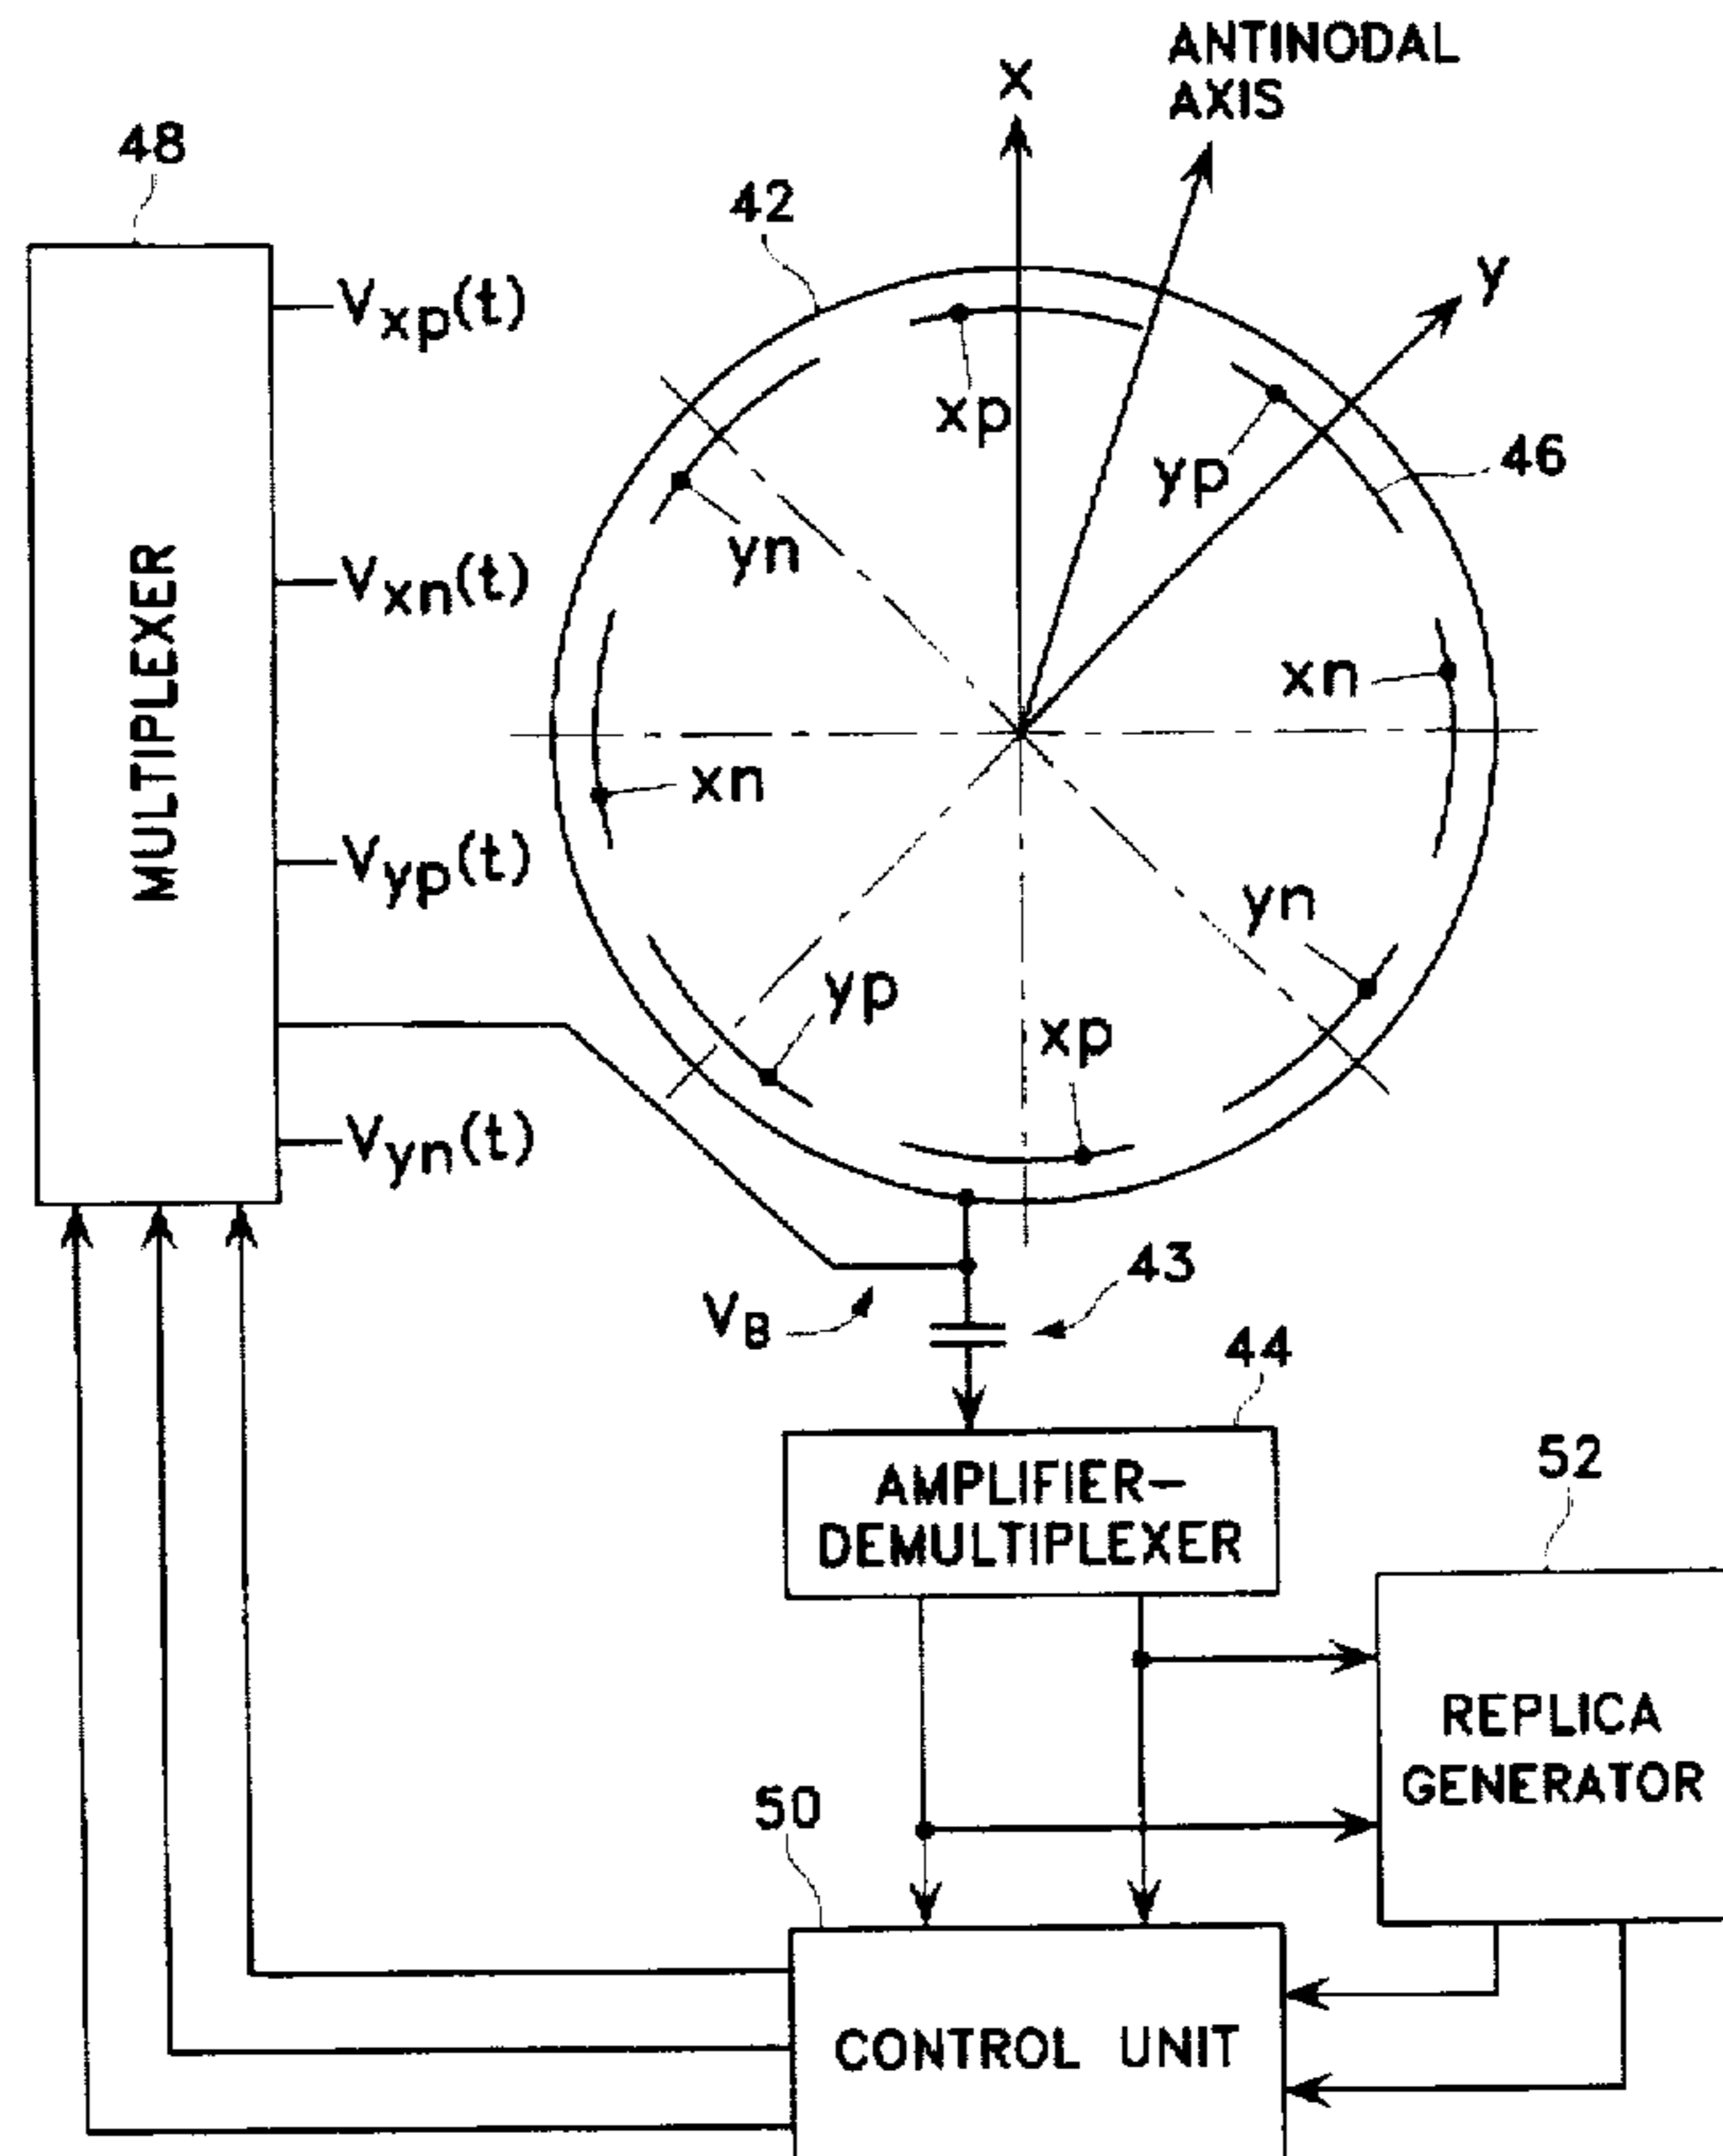 ANTINODAL
AXIS
X
48
42
y
V_xp(t)
xp
yp
46
yn
V_xn(t)
MULTIPLEXER
xn
xn
V_yp(t)
yn
yp
xp
V_yn(t)
43
V_B
44
AMPLIFIER-
DEMULTIPLEXER
52
REPLICA
GENERATOR
50
CONTROL UNIT